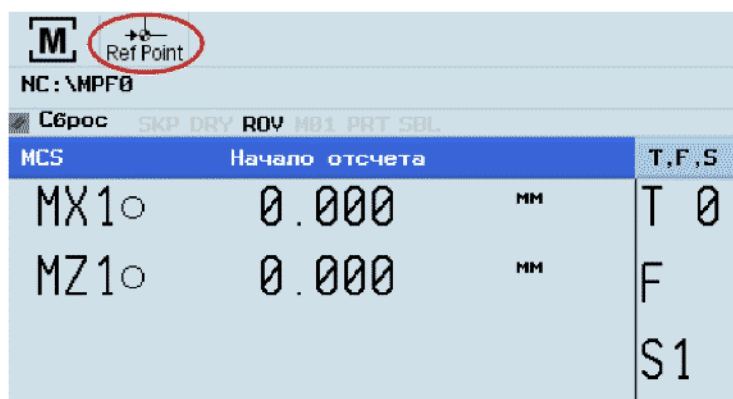 M Ref Point
NC:\MPF0
Сброс SKP DRY ROV M01 PRT SBL
MCS Начало отсчета T,F,S
MX1 0.000 мм T 0
MZ1 0.000 мм F
S1